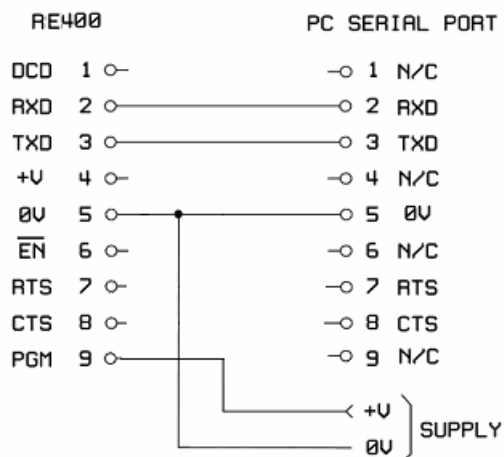 RE400 PC SERIAL PORT
DCD 1 1 N/C
RXD 2 2 RXD
TXD 3 3 TXD
+V 4 4 N/C
0V 5 5 0V
EN 6 6 N/C
RTS 7 7 RTS
CTS 8 8 CTS
PGM 9 9 N/C
+V
SUPPLY
0V